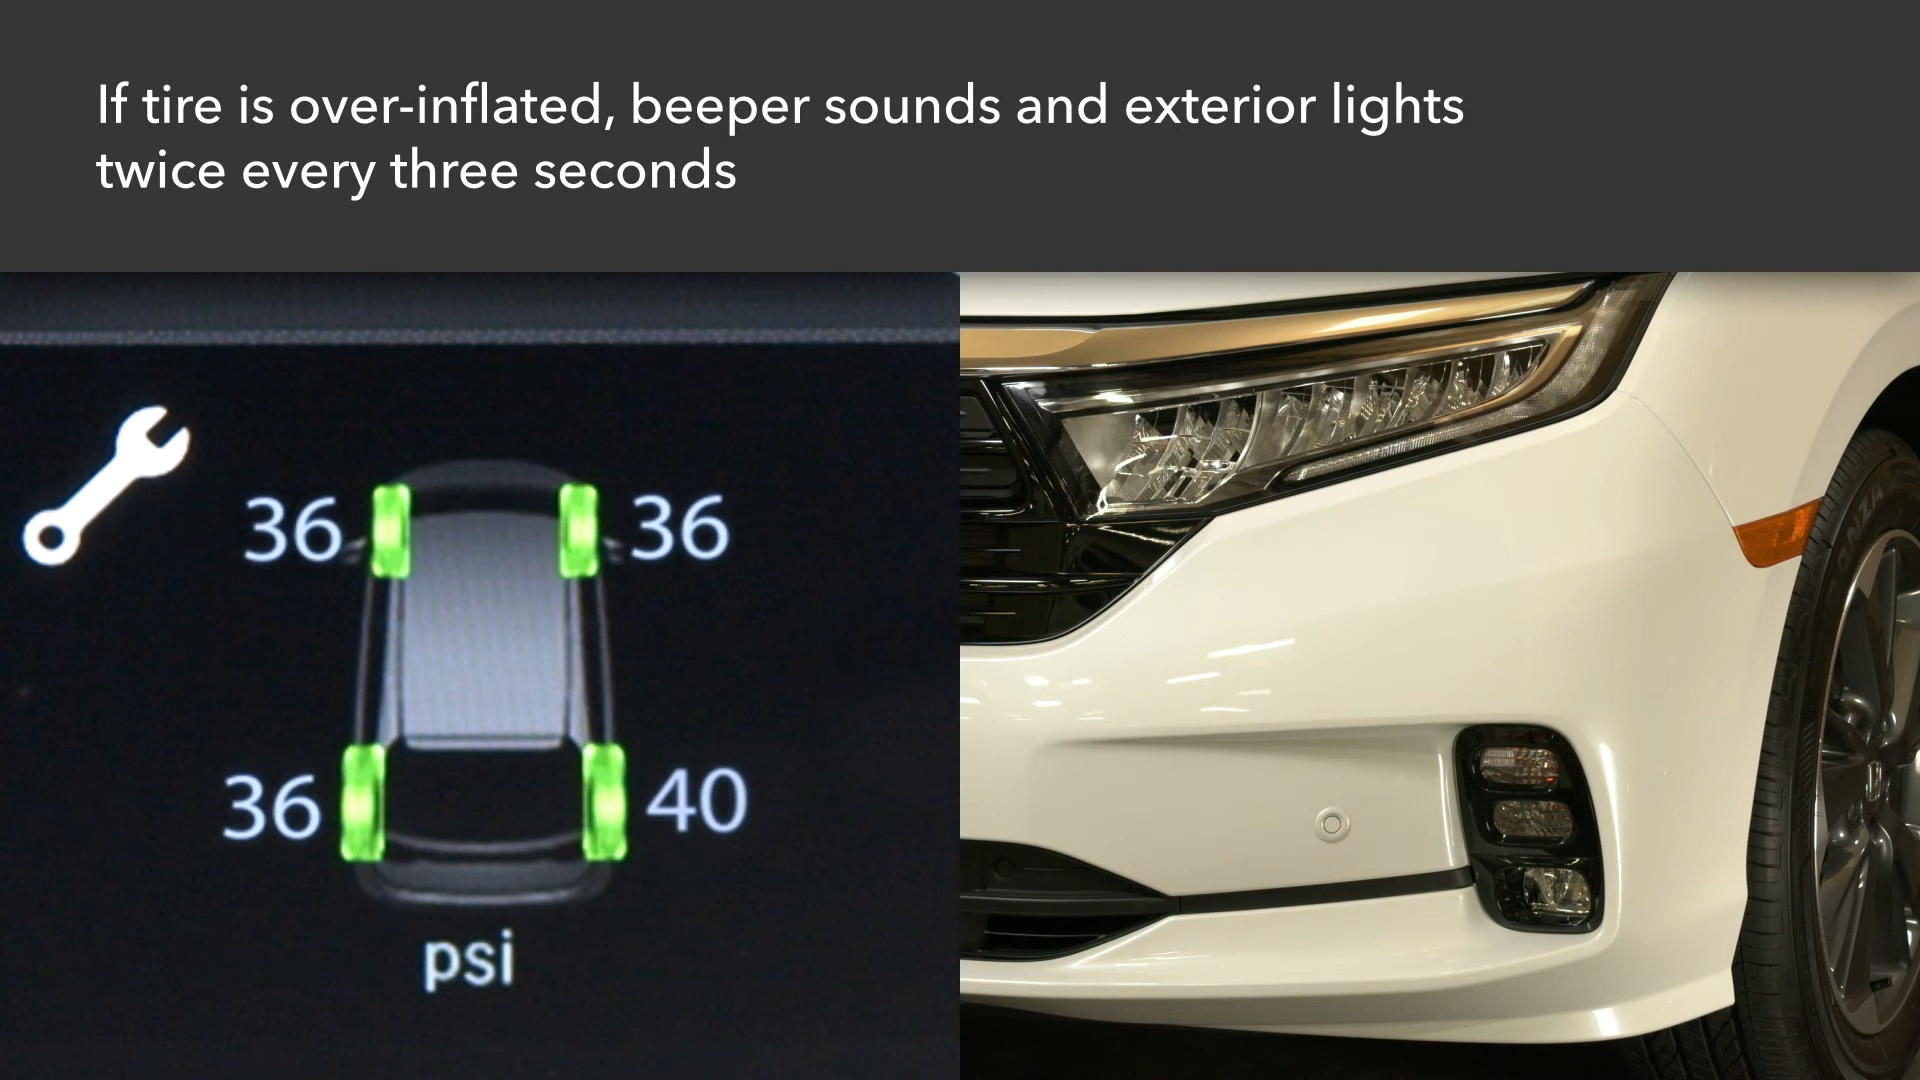 If tire is over-inflated, beeper sounds and exterior lights
twice every three seconds
36 36
36 40
psi